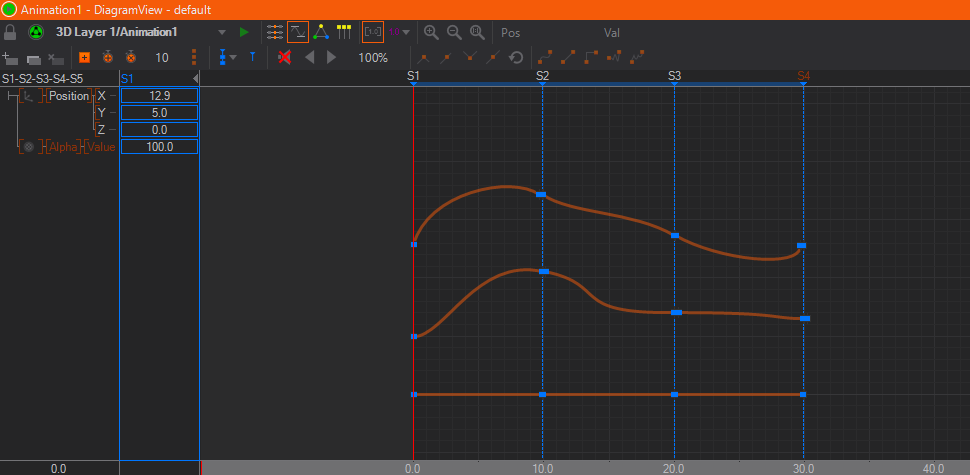 Animation1 - DiagramView - default
3D Layer 1/Animation1
[1.0]
Pos
Val
10
100%
S1-S2-S3-S4-S5
S1
S1
S2
S3
S4
Position
X
12.9
Y
5.0
Z
0.0
Alpha
Value
100.0
0.0
0.0
10.0
20.0
30.0
40.0